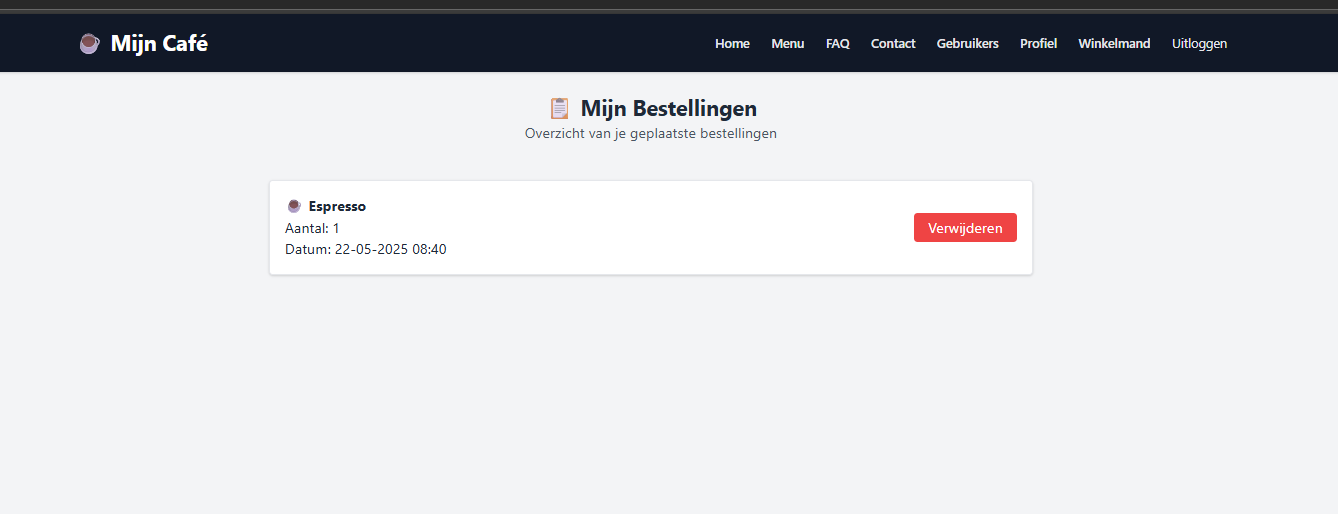 Mijn Café
Home Menu FAQ Contact Gebruikers Profiel Winkelmand Uitloggen
Mijn Bestellingen
Overzicht van je geplaatste bestellingen
Espresso
Aantal: 1
Datum: 22-05-2025 08:40
Verwijderen